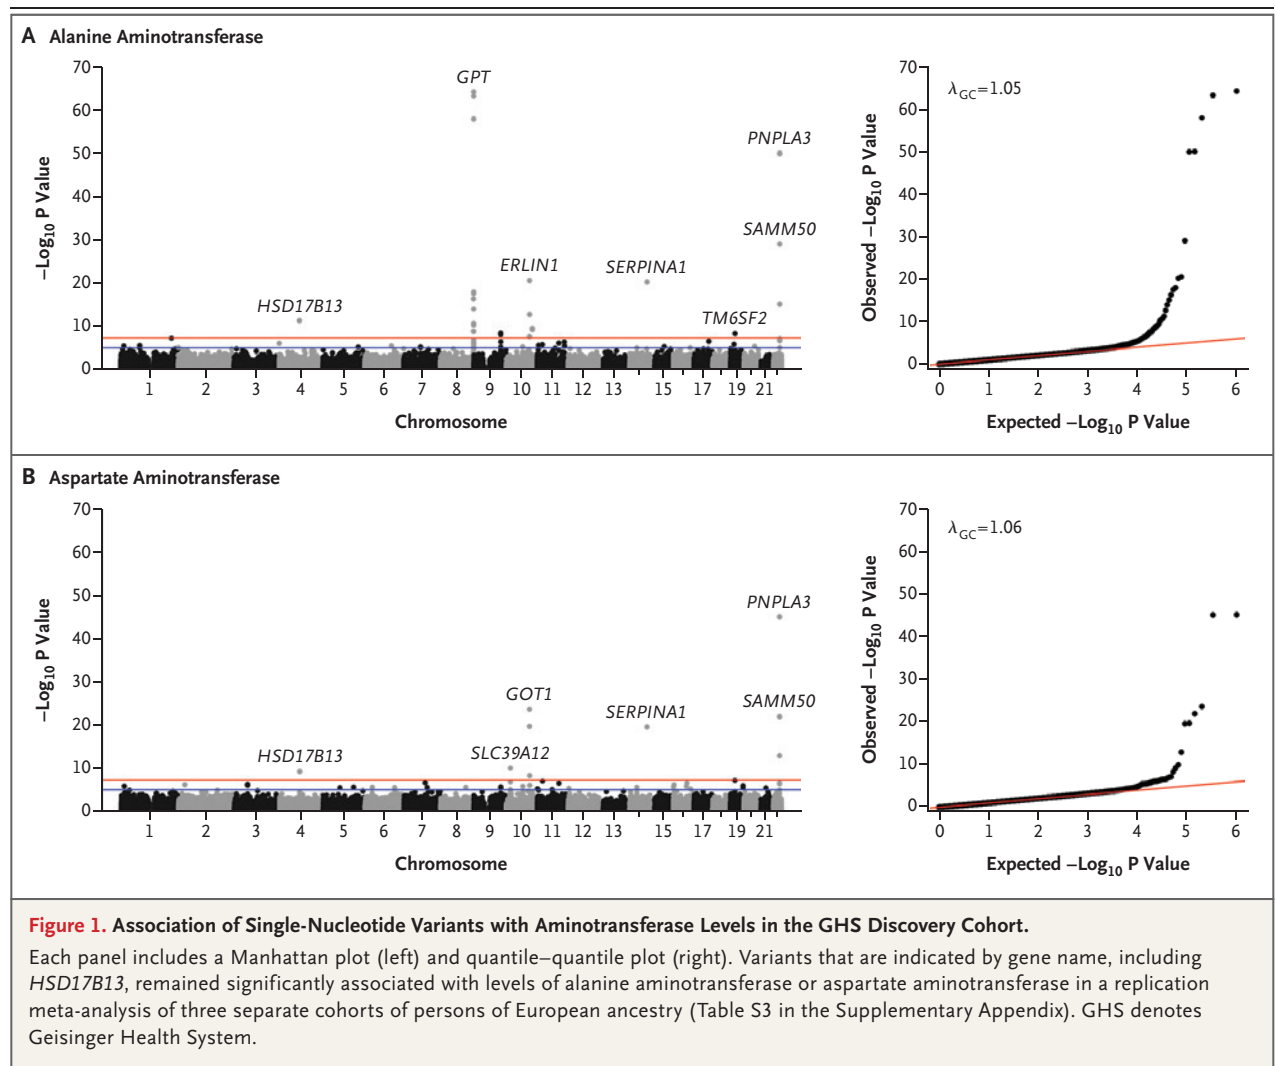 A Alanine Aminotransferase
70
60
50
40
30
20
10
0
−Log10 P Value
GPT
PNPLA3
SAMM50
ERLIN1
SERPINA1
HSD17B13
TM6SF2
1 2 3 4 5 6 7 8 9 10 11 12 13 15 17 19 21
Chromosome
70
60
50
40
30
20
10
0
Observed −Log10 P Value
λGC=1.05
0 1 2 3 4 5 6
Expected −Log10 P Value
B Aspartate Aminotransferase
70
60
50
40
30
20
10
0
−Log10 P Value
PNPLA3
GOT1
SERPINA1
SAMM50
HSD17B13
SLC39A12
1 2 3 4 5 6 7 8 9 10 11 12 13 15 17 19 21
Chromosome
70
60
50
40
30
20
10
0
Observed −Log10 P Value
λGC=1.06
0 1 2 3 4 5 6
Expected −Log10 P Value
Figure 1. Association of Single-Nucleotide Variants with Aminotransferase Levels in the GHS Discovery Cohort.
Each panel includes a Manhattan plot (left) and quantile–quantile plot (right). Variants that are indicated by gene name, including
HSD17B13, remained significantly associated with levels of alanine aminotransferase or aspartate aminotransferase in a replication
meta-analysis of three separate cohorts of persons of European ancestry (Table S3 in the Supplementary Appendix). GHS denotes
Geisinger Health System.